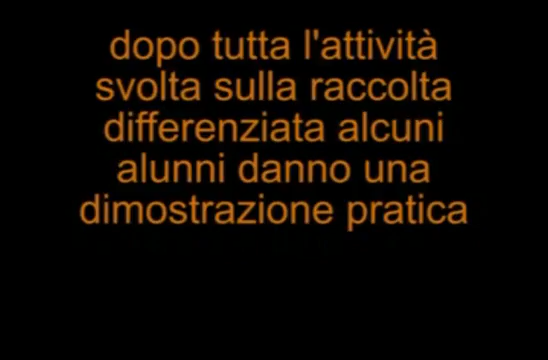 dopo tutta l'attività
svolta sulla raccolta
differenziata alcuni
alunni danno una
dimostrazione pratica